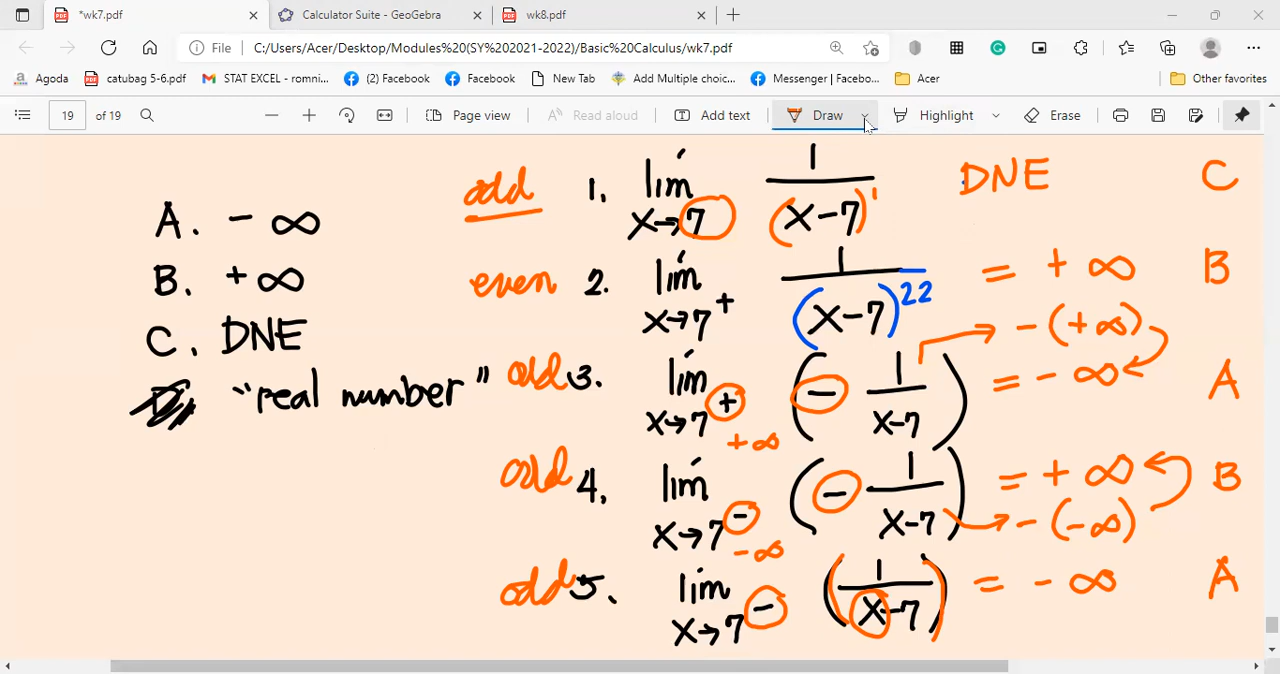 *wk7.pdf
Calculator Suite - GeoGebra
wk8.pdf
File C:/Users/Acer/Desktop/Modules%20(SY%202021-2022)/Basic%20Calculus/wk7.pdf
Agoda
catubag 5-6.pdf
STAT EXCEL - romni...
(2) Facebook
Facebook
New Tab
Add Multiple choic...
Messenger | Facebo...
Acer
Other favorites
19 of 19
Page view
Read aloud
Add text
Draw
Highlight
Erase
A. - ∞
B. + ∞
C. DNE
"real number"
odd 1. lim x→7 1/(x-7)^1 DNE C
even 2. lim x→7+ 1/(x-7)^22 = + ∞ B
-(+∞)
odd 3. lim x→7+ (- 1/x-7) = - ∞ A
+∞
odd 4. lim x→7- (- 1/x-7) = + ∞ B
-∞ -(-∞)
odd 5. lim x→7- (1/x-7) = - ∞ A